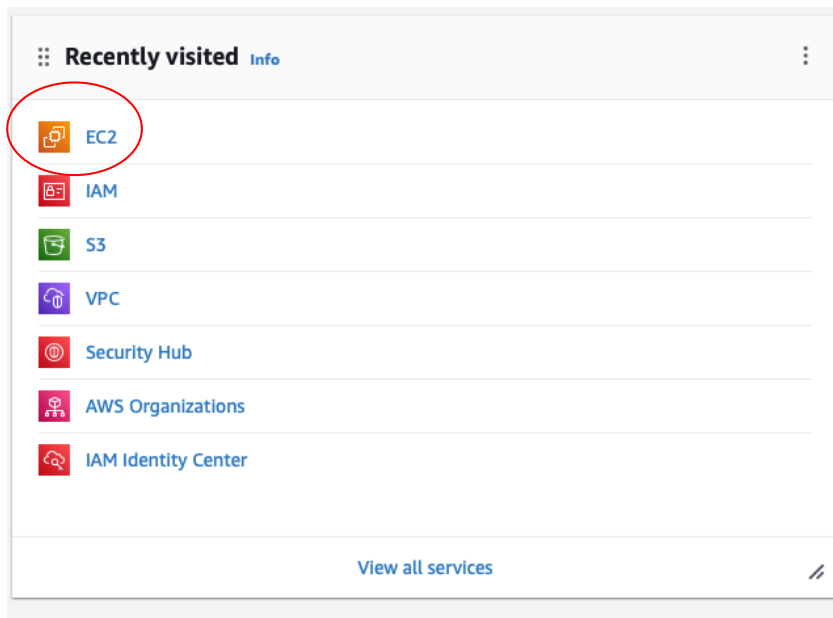 Recently visited Info
EC2
IAM
S3
VPC
Security Hub
AWS Organizations
IAM Identity Center
View all services